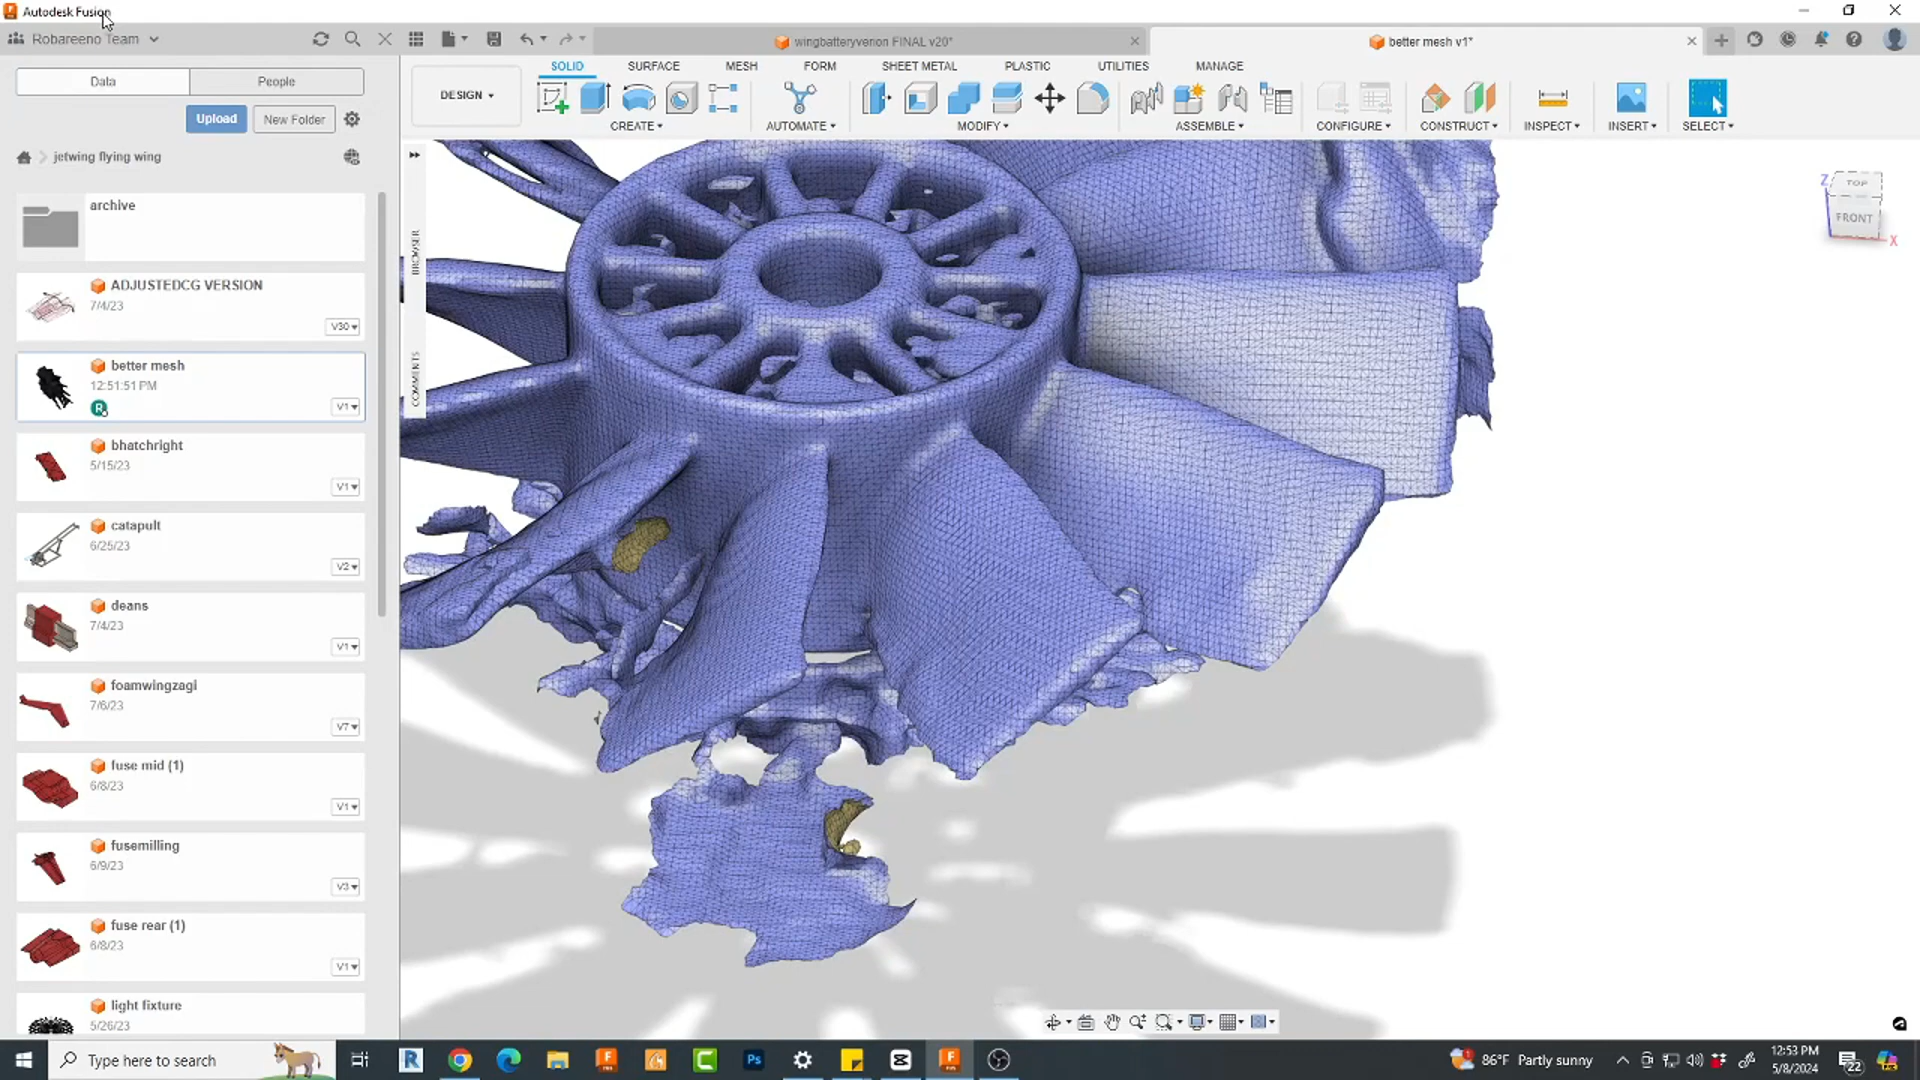 Autodesk Fusion
Robareeno Team
wingbatteryverion FINAL v20*
better mesh v1*
Data
People
Upload
New Folder
jetwing flying wing
archive
ADJUSTEDCG VERSION
7/4/23
V30
better mesh
12:51:51 PM
R
V1
bhatchright
5/15/23
V1
catapult
6/25/23
V2
deans
7/4/23
V1
foamwingzagi
7/6/23
V7
fuse mid (1)
6/8/23
V1
fusemilling
6/9/23
V3
fuse rear (1)
6/8/23
V1
light fixture
5/26/23
DESIGN
SOLID
SURFACE
MESH
FORM
SHEET METAL
PLASTIC
UTILITIES
MANAGE
CREATE
AUTOMATE
MODIFY
ASSEMBLE
CONFIGURE
CONSTRUCT
INSPECT
INSERT
SELECT
BROWSER
COMMENTS
Z
TOP
FRONT
X
Type here to search
R
Ps
86°F Partly sunny
12:53 PM
5/8/2024
22